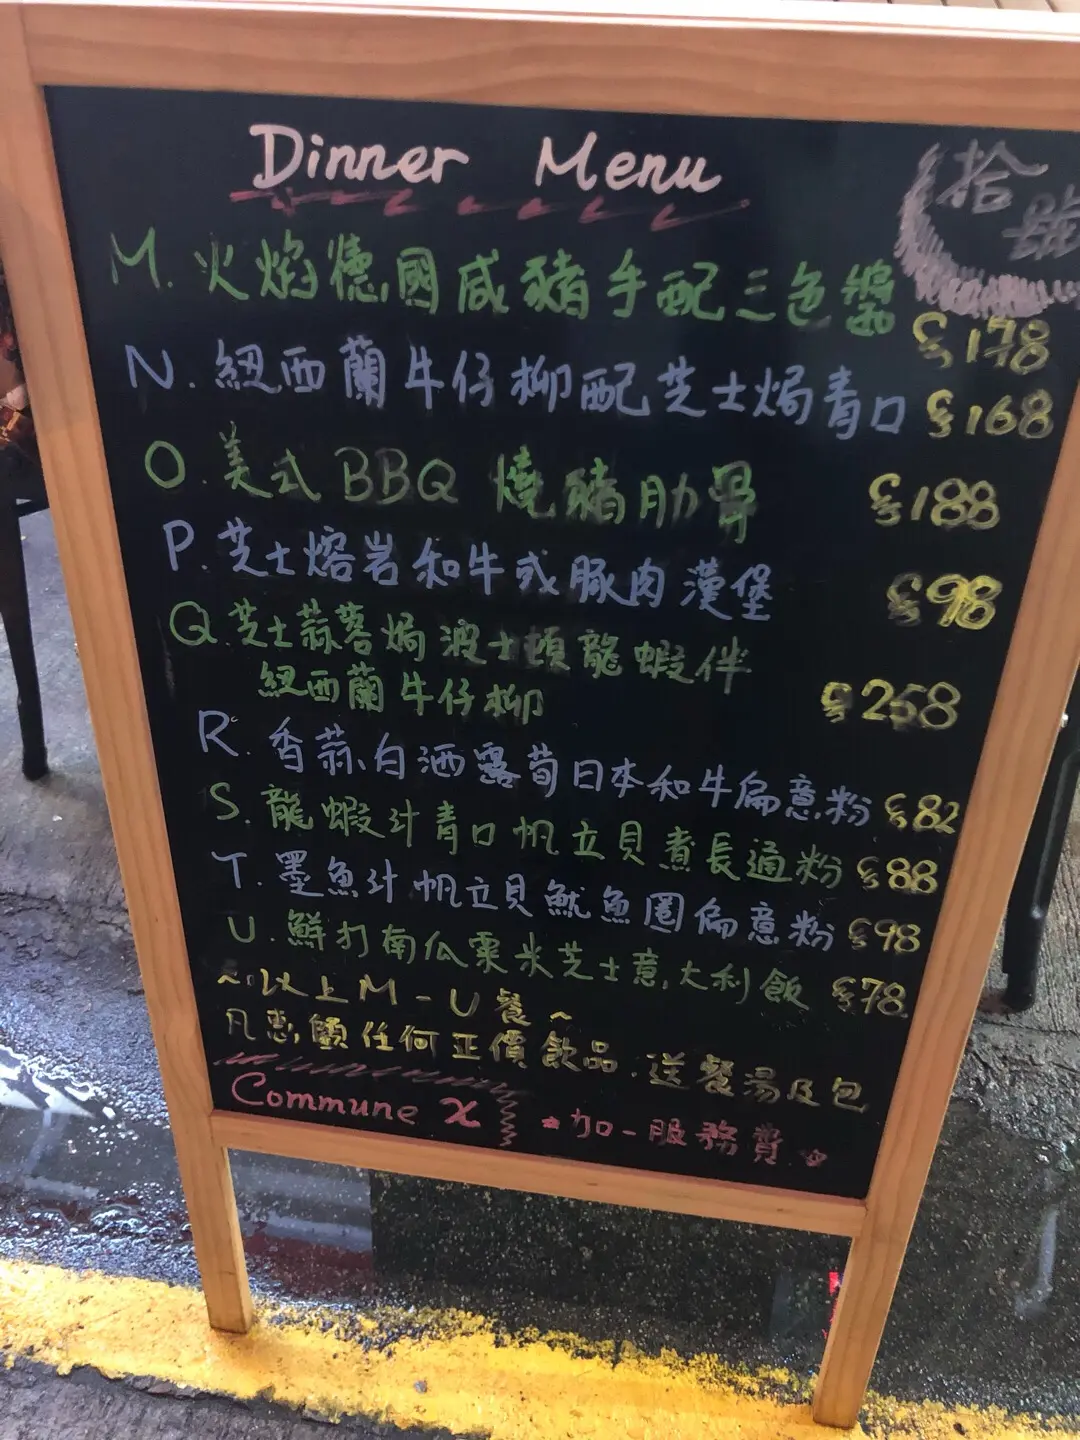 Dinner Menu
拾號
M. 火焰德國咸豬手配三色醬 $178
N. 紐西蘭牛仔柳配芝士焗青口 $168
O. 美式BBQ 燒豬肋骨 $188
P. 芝士熔岩和牛或豚肉漢堡 $98
Q. 芝士蒜蓉焗波士頓龍蝦伴
紐西蘭牛仔柳 $258
R. 香蒜白洒露荀日本和牛扁意粉 $82
S. 龍蝦汁青口帆立貝煮長通粉 $88
T. 墨魚汁帆立貝魷魚圈扁意粉 $98
U. 鮮打南瓜粟米芝士意大利飯 $78
~以上M-U餐~
凡惠顧任何正價飲品.送餐湯及包
Commune X *加一服務費